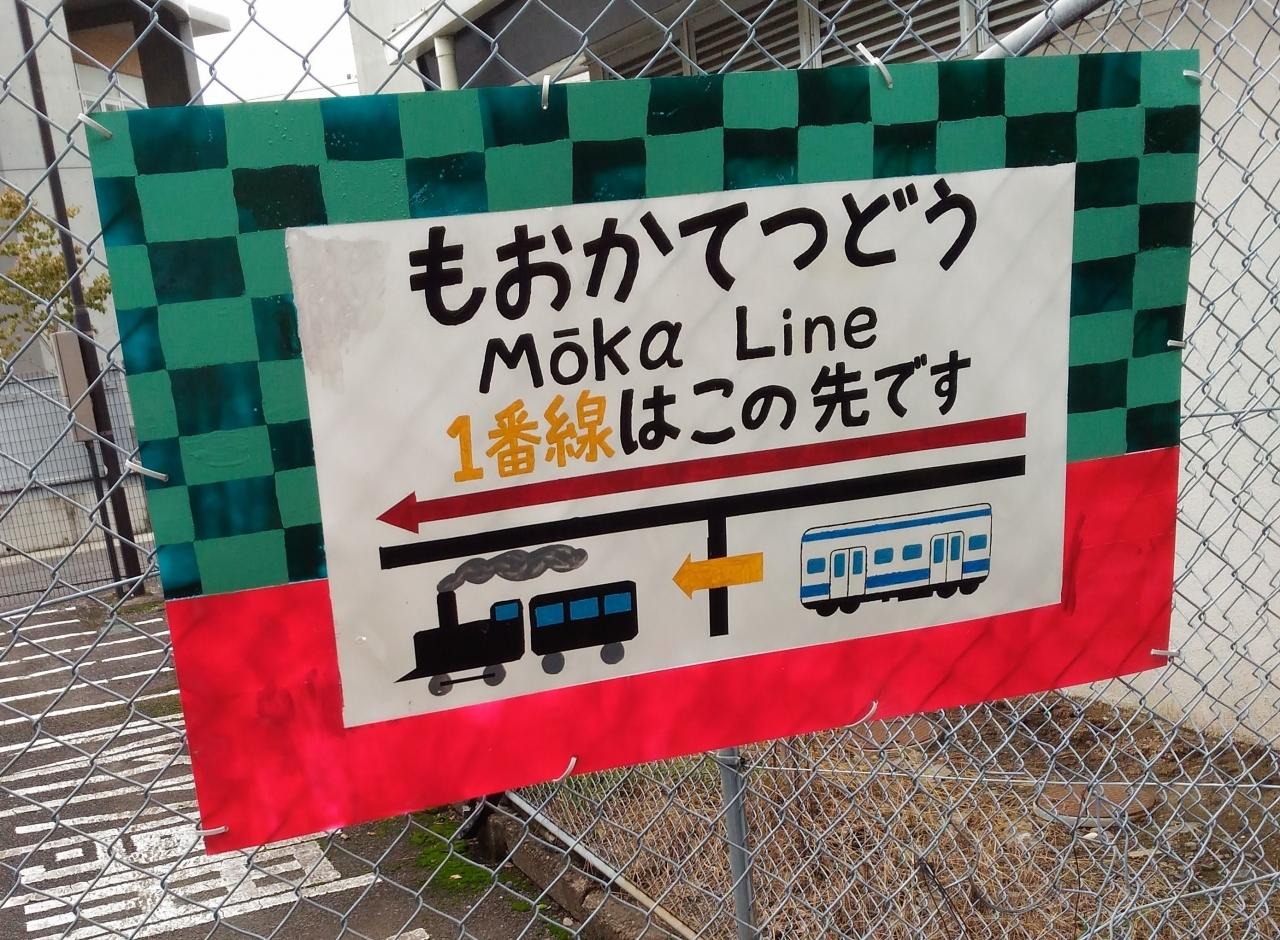 もおかてつどう
Mōka Line
1番線はこの先です